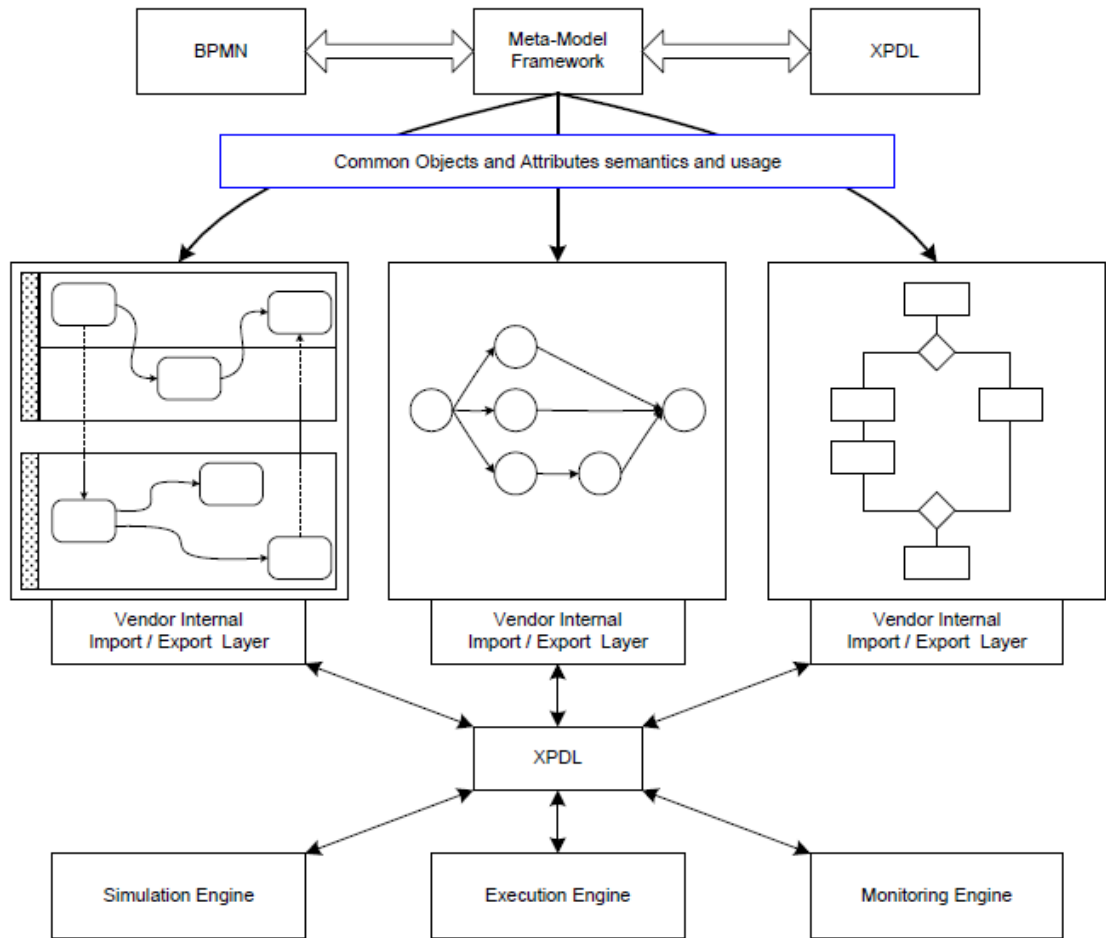 BPMN
Meta-Model
Framework
XPDL
Common Objects and Attributes semantics and usage
Vendor Internal
Import / Export Layer
Vendor Internal
Import / Export Layer
Vendor Internal
Import / Export Layer
XPDL
Simulation Engine
Execution Engine
Monitoring Engine